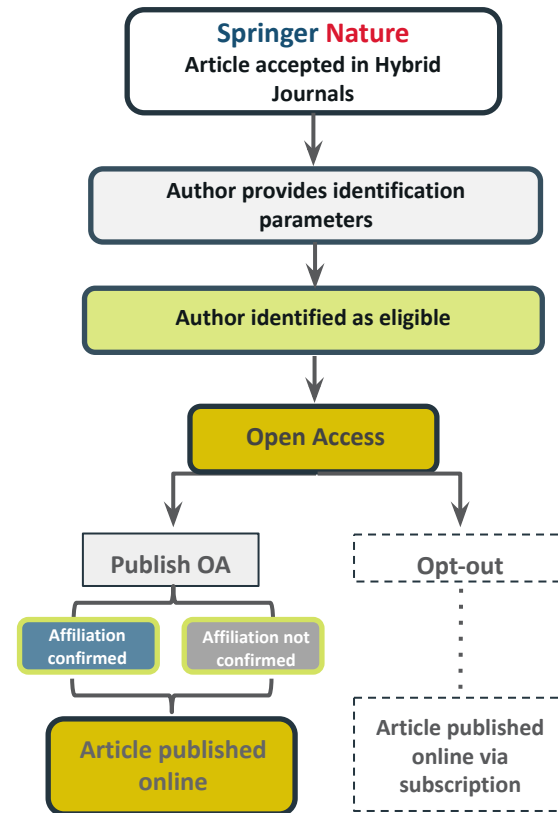 Springer Nature
Article accepted in Hybrid
Journals
Author provides identification
parameters
Author identified as eligible
Open Access
Publish OA
Opt-out
Affiliation
confirmed
Affiliation not
confirmed
Article published
online
Article published
online via
subscription